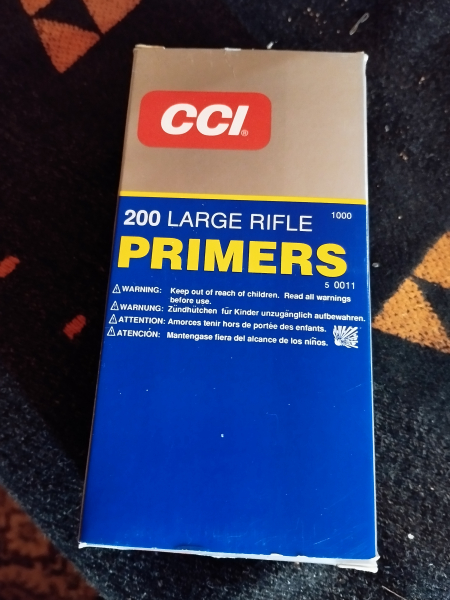 CCI®
1000
200 LARGE RIFLE
PRIMERS
5 0011
⚠WARNING: Keep out of reach of children. Read all warnings
before use.
⚠WARNUNG: Zündhütchen für Kinder unzugänglich aufbewahren.
⚠ATTENTION: Amorces tenir hors de portée des enfants.
⚠ATENCIÓN: Mantengase fiera del alcance de los niños.